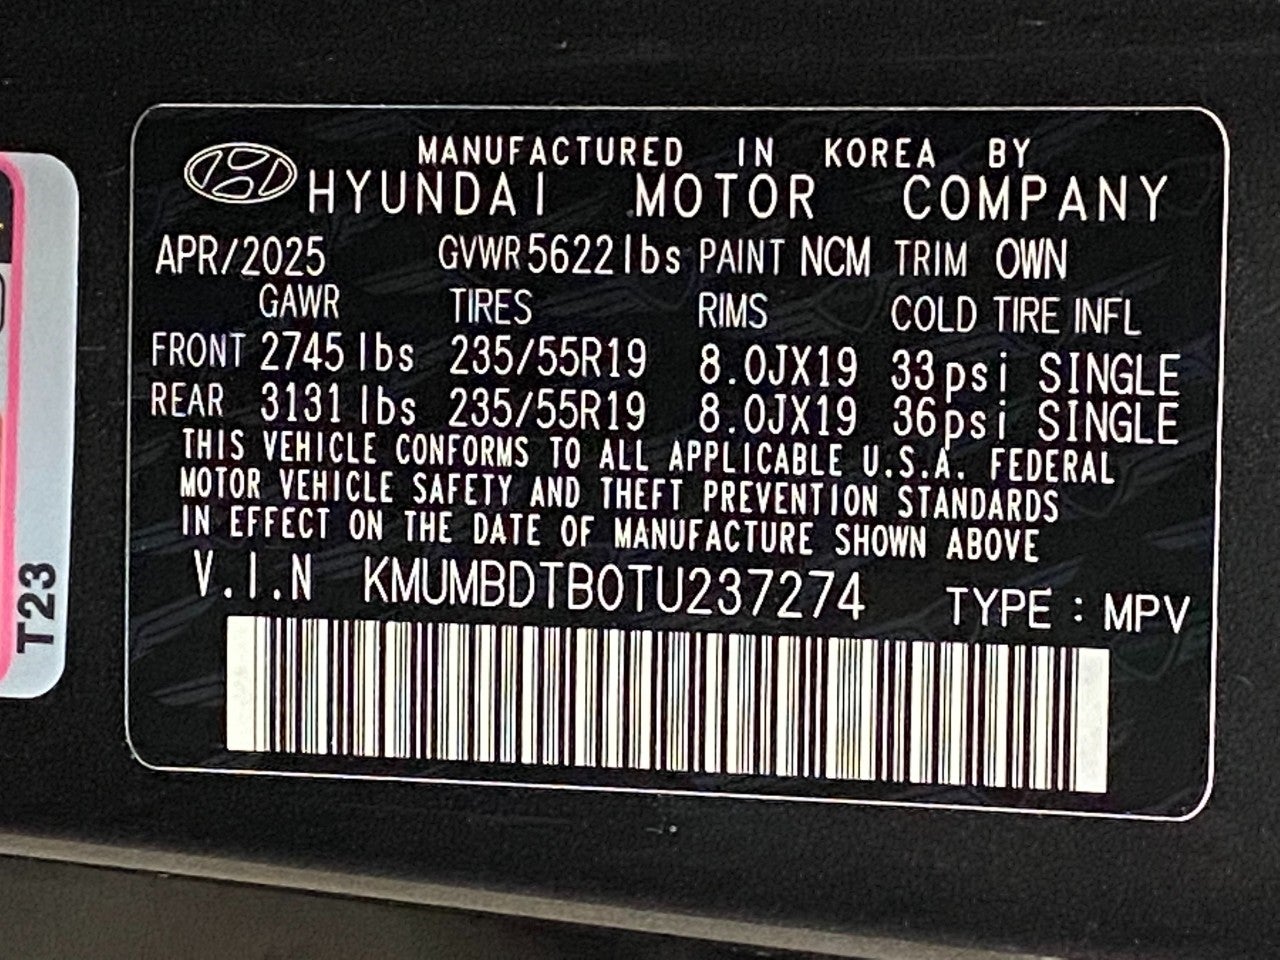 MANUFACTURED IN KOREA BY
HYUNDAI MOTOR COMPANY
APR/2025 GVWR 5622lbs PAINT NCM TRIM OWN
GAWR TIRES RIMS COLD TIRE INFL
FRONT 2745 lbs 235/55R19 8.0JX19 33psi SINGLE
REAR 3131 lbs 235/55R19 8.0JX19 36psi SINGLE
THIS VEHICLE CONFORMS TO ALL APPLICABLE U.S.A. FEDERAL
MOTOR VEHICLE SAFETY AND THEFT PREVENTION STANDARDS
IN EFFECT ON THE DATE OF MANUFACTURE SHOWN ABOVE
V.I.N KMUMBDTB0TU237274 TYPE : MPV
T23